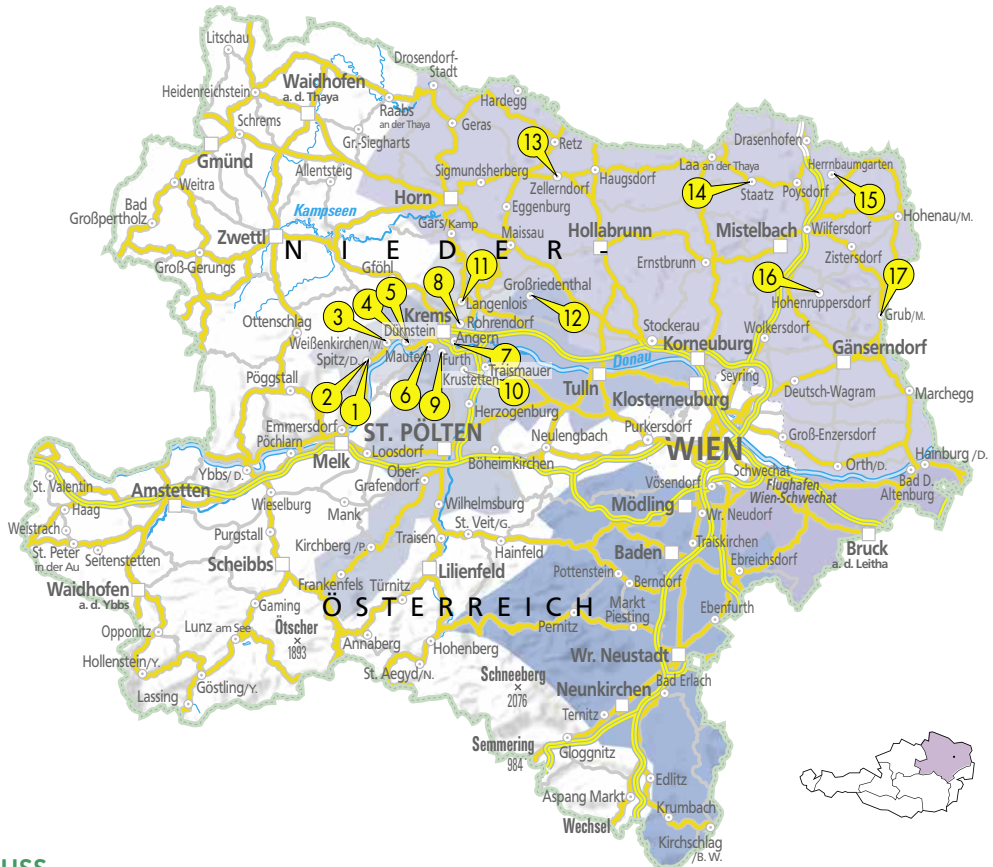 Litschau
Drosendorf-
Stadt
Heidenreichstein
Waidhofen
a. d. Thaya
Raabs
an der Thaya
Hardegg
Schrems
Geras
Gr.-Siegharts
Gmünd
13
Retz
Drasenhofen
Laa an der Thaya
Herrnbaumgarten
Weitra
Allentsteig
Sigmundsherberg
Zellerndorf
Haugsdorf
14
Staatz
Poysdorf
15
Bad
Großpertholz
Kampseen
Horn
Eggenburg
Hohenau/M.
Zwettl
Gars/Kamp
Maissau
Hollabrunn
Mistelbach
Wilfersdorf
NIEDER-
Zistersdorf
Groß-Gerungs
Gföhl
11
Ernstbrunn
16
17
8
Großriedenthal
Hohenruppersdorf
5
4
Langenlois
12
Grub/M.
3
Krems
Rohrendorf
Ottenschlag
Dürnstein
Angern
Stockerau
Wolkersdorf
Weißenkirchen/W.
Korneuburg
Spitz/D.
Mautern
Furth
7
Donau
Gänserndorf
Krustetten
Traismauer
Seyring
Pöggstall
2
1
6
9
10
Tulln
Klosterneuburg
Deutsch-Wagram
Marchegg
Herzogenburg
Emmersdorf
Pöchlarn
ST. PÖLTEN
Neulengbach
Purkersdorf
WIEN
Groß-Enzersdorf
Melk
Loosdorf
Böheimkirchen
Hainburg /D.
Ybbs/ D.
Ober-
Grafendorf
Schwechat
Orth/D.
Bad D.
Altenburg
St. Valentin
Amstetten
Vösendorf
Flughafen
Wien-Schwechat
Haag
Wieselburg
Mank
Wilhelmsburg
Mödling
Wr. Neudorf
Weistrach
St. Veit/G.
Purgstall
Traisen
Traiskirchen
St. Peter
in der Au
Seitenstetten
Kirchberg /P.
Hainfeld
Baden
Ebreichsdorf
Bruck
a. d. Leitha
Scheibbs
Lilienfeld
Pottenstein
Waidhofen
a. d. Ybbs
Frankenfels
Türnitz
Berndorf
Gaming
ÖSTERREICH
Markt
Piesting
Ebenfurth
Opponitz
Lunz am See
Ötscher
×
1893
Pernitz
Annaberg
Hohenberg
Hollenstein/Y.
Wr. Neustadt
St. Aegyd/N.
Göstling/Y.
Schneeberg
×
2076
Lassing
Neunkirchen
Bad Erlach
Ternitz
Semmering
984
Gloggnitz
Edlitz
Aspang Markt
Krumbach
Wechsel
Kirchschlag
/B. W.